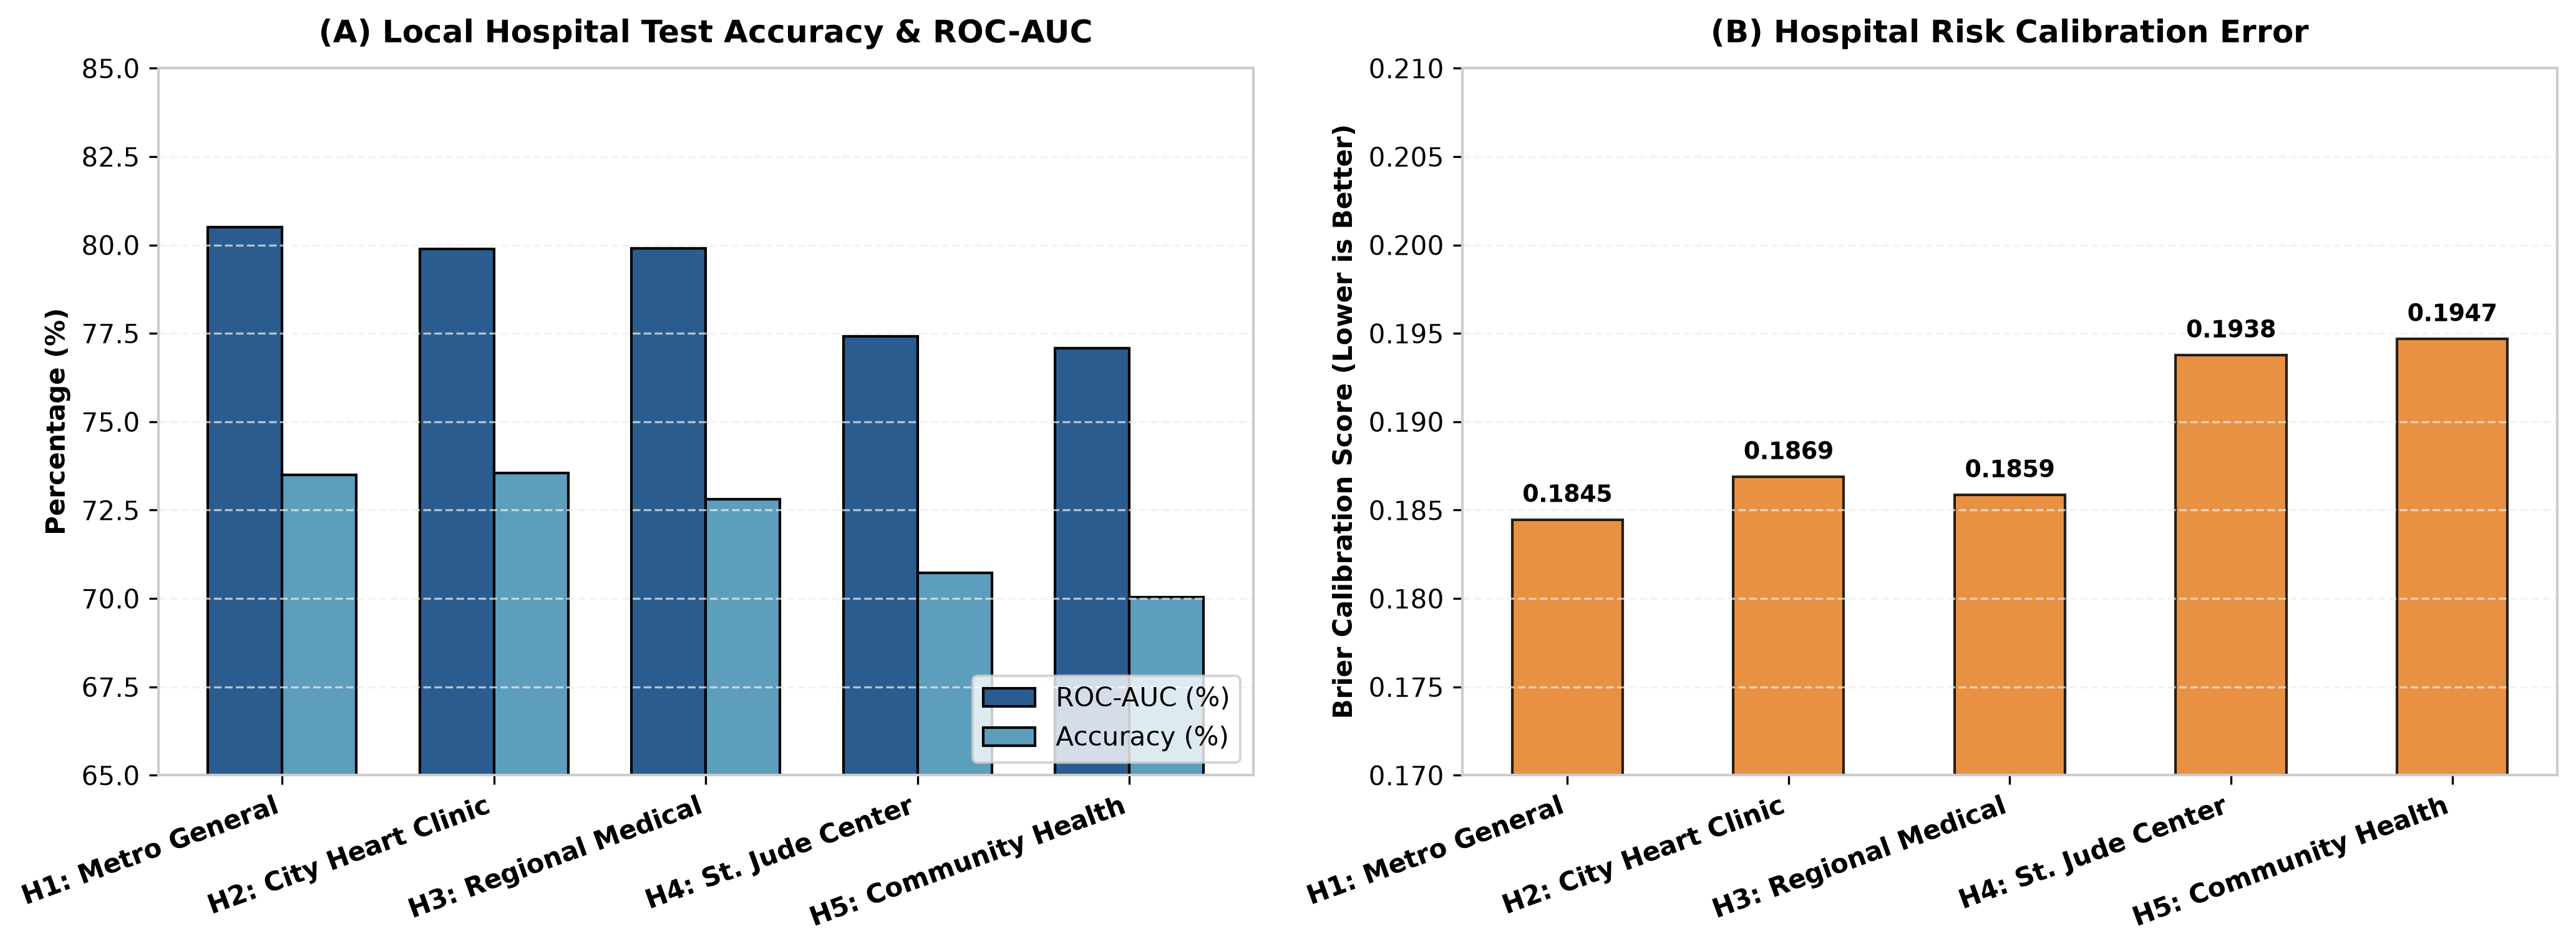 (A) Local Hospital Test Accuracy & ROC-AUC
Percentage (%)
85.0
82.5
80.0
77.5
75.0
72.5
70.0
67.5
65.0
ROC-AUC (%)
Accuracy (%)
H1: Metro General
H2: City Heart Clinic
H3: Regional Medical
H4: St. Jude Center
H5: Community Health
(B) Hospital Risk Calibration Error
Brier Calibration Score (Lower is Better)
0.210
0.205
0.200
0.195
0.190
0.185
0.180
0.175
0.170
0.1845
0.1869
0.1859
0.1938
0.1947
H1: Metro General
H2: City Heart Clinic
H3: Regional Medical
H4: St. Jude Center
H5: Community Health